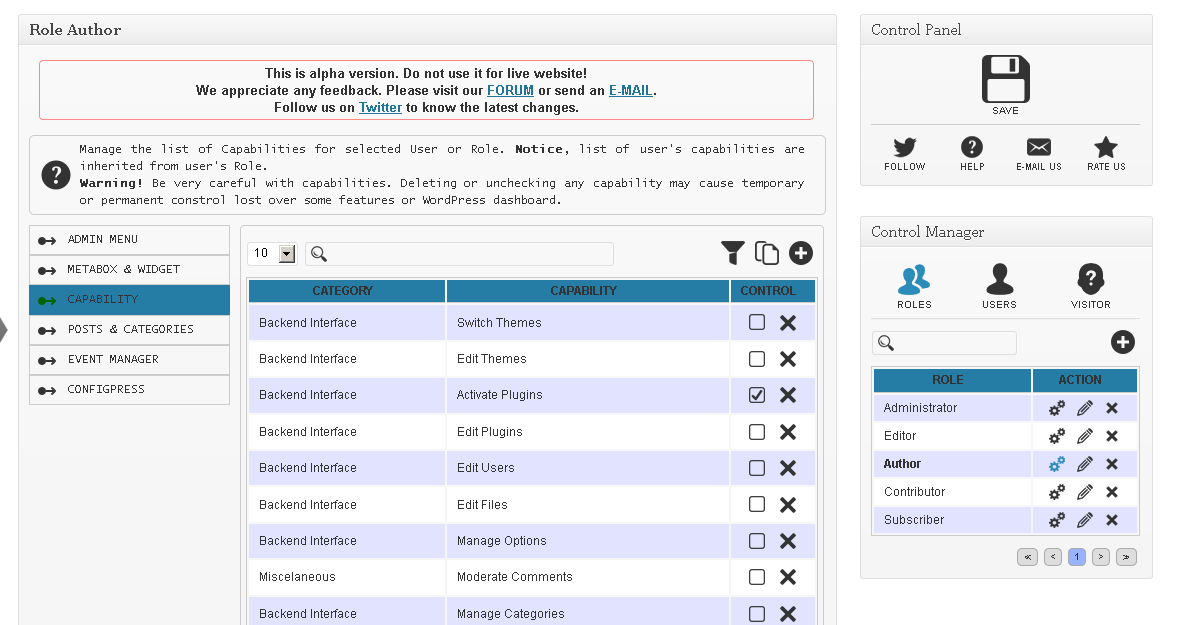 Role Author
This is alpha version. Do not use it for live website!
We appreciate any feedback. Please visit our FORUM or send an E-MAIL.
Follow us on Twitter to know the latest changes.
Manage the list of Capabilities for selected User or Role. Notice, list of user's capabilities are
inherited from user's Role.
Warning! Be very careful with capabilities. Deleting or unchecking any capability may cause temporary
or permanent constrol lost over some features or WordPress dashboard.
ADMIN MENU
METABOX & WIDGET
CAPABILITY
POSTS & CATEGORIES
EVENT MANAGER
CONFIGPRESS
10
CATEGORY CAPABILITY CONTROL
Backend Interface Switch Themes
Backend Interface Edit Themes
Backend Interface Activate Plugins
Backend Interface Edit Plugins
Backend Interface Edit Users
Backend Interface Edit Files
Backend Interface Manage Options
Miscelaneous Moderate Comments
Backend Interface Manage Categories
Control Panel
SAVE
FOLLOW HELP E-MAIL US RATE US
Control Manager
ROLES USERS VISITOR
ROLE ACTION
Administrator
Editor
Author
Contributor
Subscriber
« < 1 > »